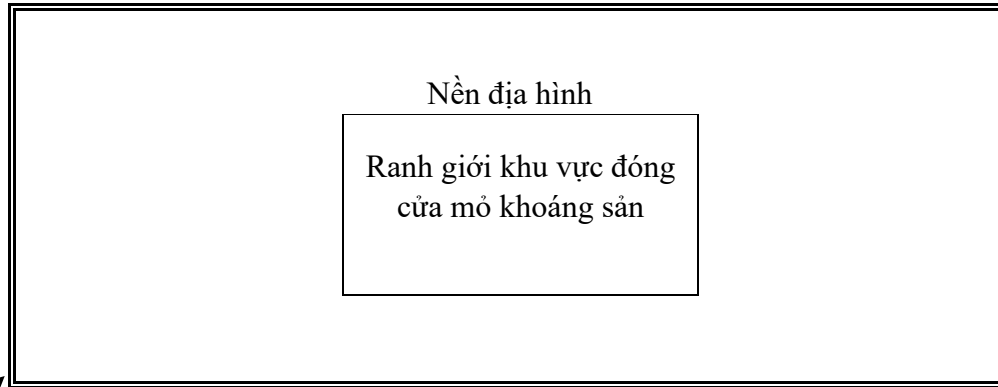 Nền địa hình
Ranh giới khu vực đóng
cửa mỏ khoáng sản